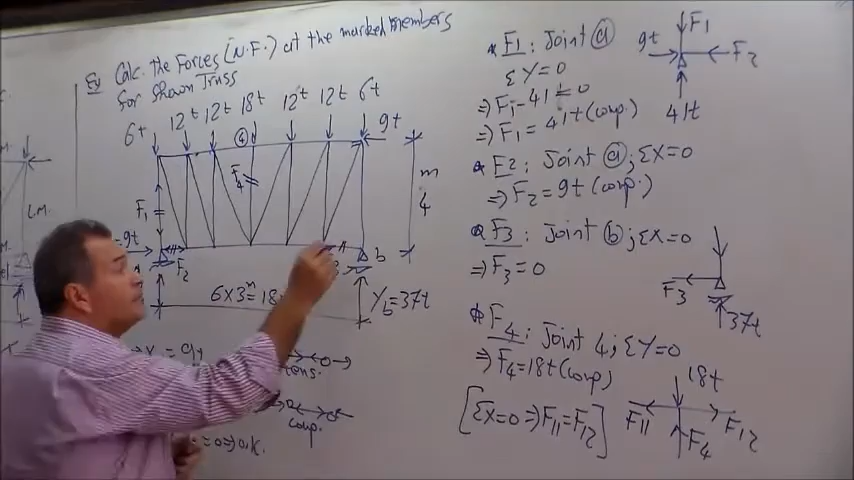 Ex Calc. the Forces (N.F.) at the marked members
For shown Truss
6t 12t 12t 18t 12t 12t 6t
④ 9t
F1 F4 4 m
9t F2 b
6x3m=18 Yb=37t
tens.
comp.
=0=>o.k.
* F1: Joint ⓐ
ΣY=0
=> F1-41=0
=> F1=41t (comp.)
* F2: Joint ⓐ; ΣX=0
=> F2=9t (comp.)
* F3: Joint ⓑ; ΣX=0
=> F3=0
* F4: Joint 4; ΣY=0
=> F4=18t (comp)
[ΣX=0 => F11=F12]
F1
9t F2
41t
F3
37t
18t
F11 F12
F4
L.M.